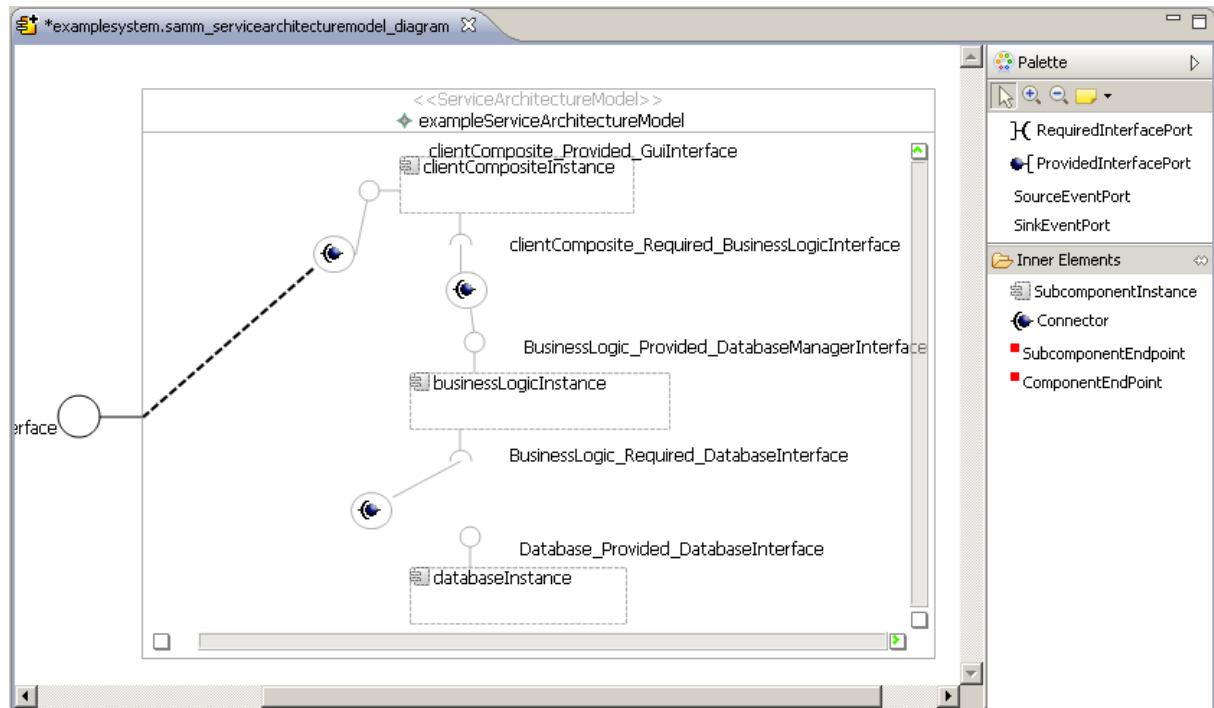 *examplesystem.samm_servicearchitecturemodel_diagram
<<ServiceArchitectureModel>>
exampleServiceArchitectureModel
clientComposite_Provided_GuiInterface
clientCompositeInstance
clientComposite_Required_BusinessLogicInterface
BusinessLogic_Provided_DatabaseManagerInterface
businessLogicInstance
erface
BusinessLogic_Required_DatabaseInterface
Database_Provided_DatabaseInterface
databaseInstance
Palette
RequiredInterfacePort
ProvidedInterfacePort
SourceEventPort
SinkEventPort
Inner Elements
SubcomponentInstance
Connector
SubcomponentEndpoint
ComponentEndPoint